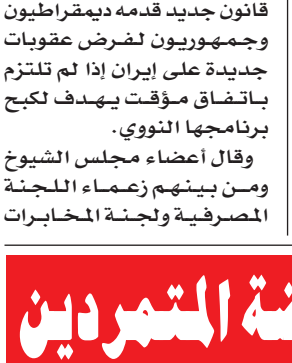 قانون جديد قدمه ديمقراطيون
وجمهوريون لفرض عقوبات
جديدة على إيران إذا لم تلتزم
باتفاق مؤقت يهدف لكبح
برنامجها النووي.
وقال أعضاء مجلس الشيوخ
ومن بينهم زعماء اللجنة
المصرفية ولجنة المخابرات
المتمردين